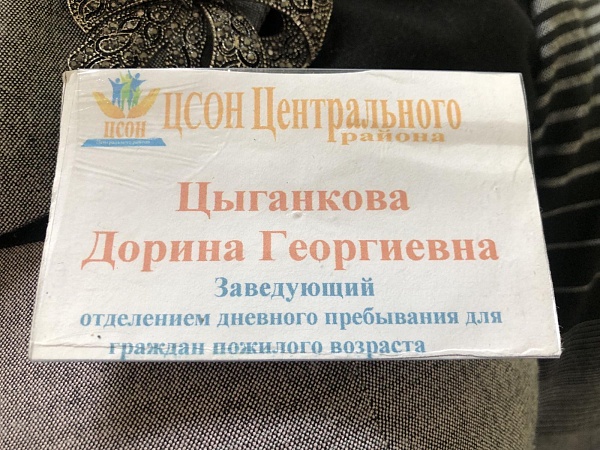 ЦСОН
ЦСОН Центрального
района
Цыганкова
Дорина Георгиевна
Заведующий
отделением дневного пребывания для
граждан пожилого возраста